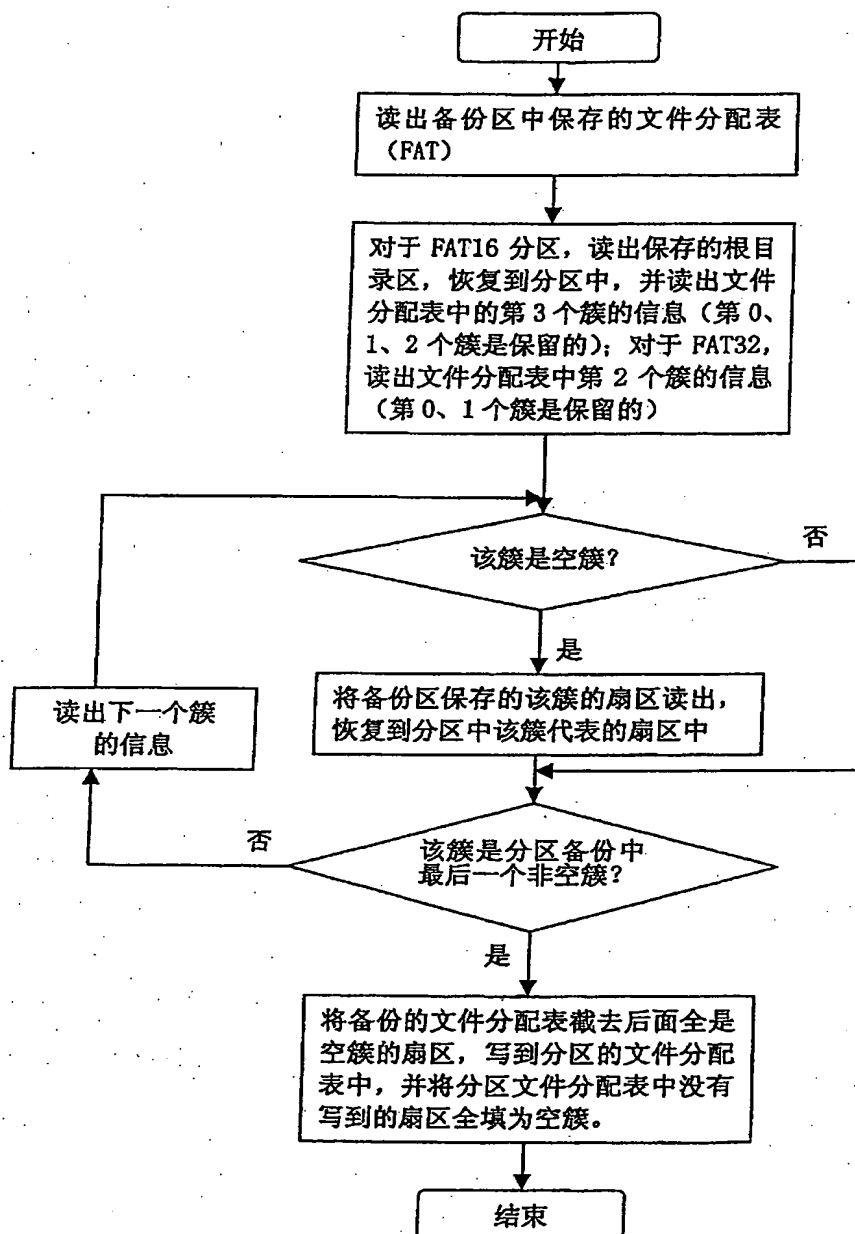 开始
读出备份区中保存的文件分配表
（FAT）
对于 FAT16 分区，读出保存的根目
录区，恢复到分区中，并读出文件
分配表中的第 3 个簇的信息（第 0、
1、2 个簇是保留的）；对于 FAT32，
读出文件分配表中第 2 个簇的信息
（第 0、1 个簇是保留的）
该簇是空簇？
否
是
将备份区保存的该簇的扇区读出，
恢复到分区中该簇代表的扇区中
读出下一个簇
的信息
否
该簇是分区备份中
最后一个非空簇？
是
将备份的文件分配表截去后面全是
空簇的扇区，写到分区的文件分配
表中，并将分区文件分配表中没有
写到的扇区全填为空簇。
结束